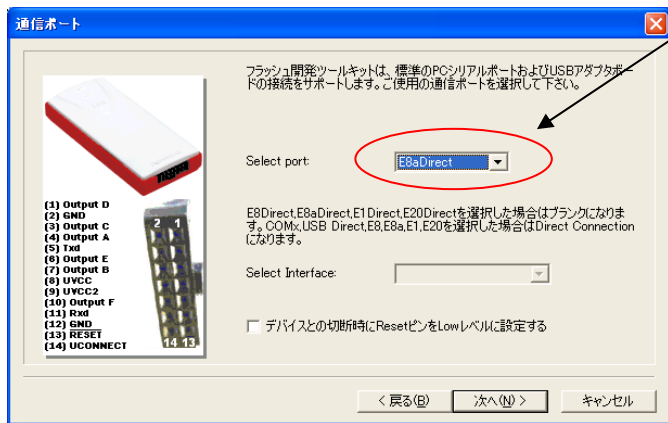 通信ポート
フラッシュ開発ツールキットは、標準のPCシリアルポートおよびUSBアダプタボー
ドの接続をサポートします。ご使用の通信ポートを選択して下さい。
Select port:
E8aDirect
(1) Output D
(2) GND
(3) Output C
(4) Output A
(5) Txd
(6) Output E
(7) Output B
(8) UVCC
(9) UVCC2
(10) Output F
(11) Rxd
(12) GND
(13) RESET
(14) UCONNECT
2 1
14 13
E8Direct,E8aDirect,E1Direct,E20Directを選択した場合はブランクになりま
す。COMx,USB Direct,E8,E8a,E1,E20を選択した場合はDirect Connection
になります。
Select Interface:
デバイスとの切断時にResetピンをLowレベルに設定する
< 戻る(B)
次へ(N) >
キャンセル